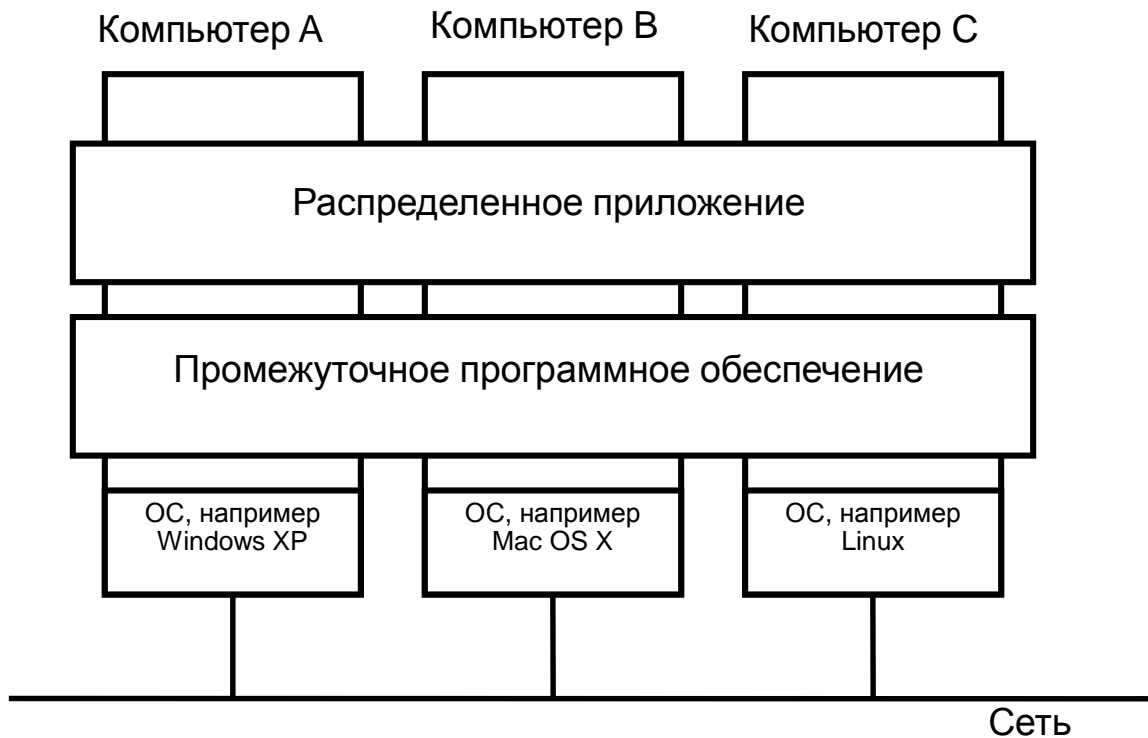 Компьютер A
Компьютер B
Компьютер C
Распределенное приложение
Промежуточное программное обеспечение
ОС, например
Windows XP
ОС, например
Mac OS X
ОС, например
Linux
Сеть